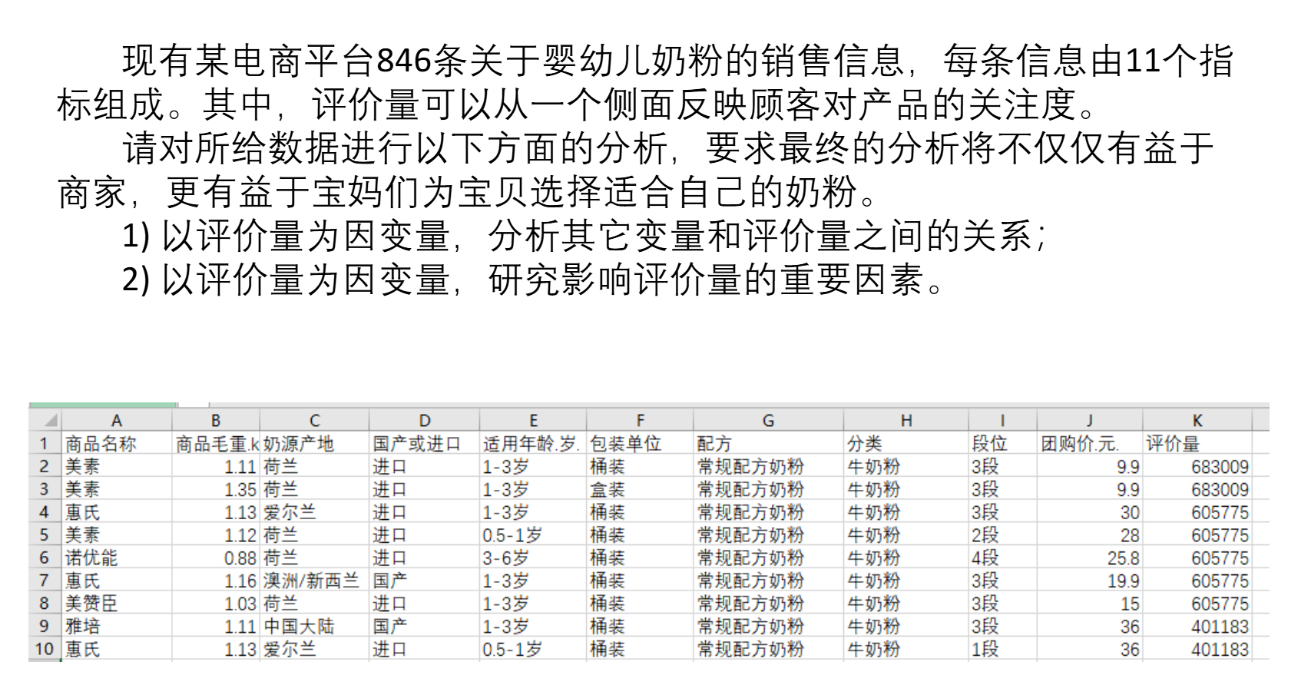 现有某电商平台846条关于婴幼儿奶粉的销售信息，每条信息由11个指
标组成。其中，评价量可以从一个侧面反映顾客对产品的关注度。
请对所给数据进行以下方面的分析，要求最终的分析将不仅仅有益于
商家，更有益于宝妈们为宝贝选择适合自己的奶粉。
1) 以评价量为因变量，分析其它变量和评价量之间的关系；
2) 以评价量为因变量，研究影响评价量的重要因素。
A B C D E F G H I J K
1 商品名称 商品毛重.k 奶源产地 国产或进口 适用年龄.岁. 包装单位 配方 分类 段位 团购价.元. 评价量
2 美素 1.11 荷兰 进口 1-3岁 桶装 常规配方奶粉 牛奶粉 3段 9.9 683009
3 美素 1.35 荷兰 进口 1-3岁 盒装 常规配方奶粉 牛奶粉 3段 9.9 683009
4 惠氏 1.13 爱尔兰 进口 1-3岁 桶装 常规配方奶粉 牛奶粉 3段 30 605775
5 美素 1.12 荷兰 进口 0.5-1岁 桶装 常规配方奶粉 牛奶粉 2段 28 605775
6 诺优能 0.88 荷兰 进口 3-6岁 桶装 常规配方奶粉 牛奶粉 4段 25.8 605775
7 惠氏 1.16 澳洲/新西兰 国产 1-3岁 桶装 常规配方奶粉 牛奶粉 3段 19.9 605775
8 美赞臣 1.03 荷兰 进口 1-3岁 桶装 常规配方奶粉 牛奶粉 3段 15 605775
9 雅培 1.11 中国大陆 国产 1-3岁 桶装 常规配方奶粉 牛奶粉 3段 36 401183
10 惠氏 1.13 爱尔兰 进口 0.5-1岁 桶装 常规配方奶粉 牛奶粉 1段 36 401183